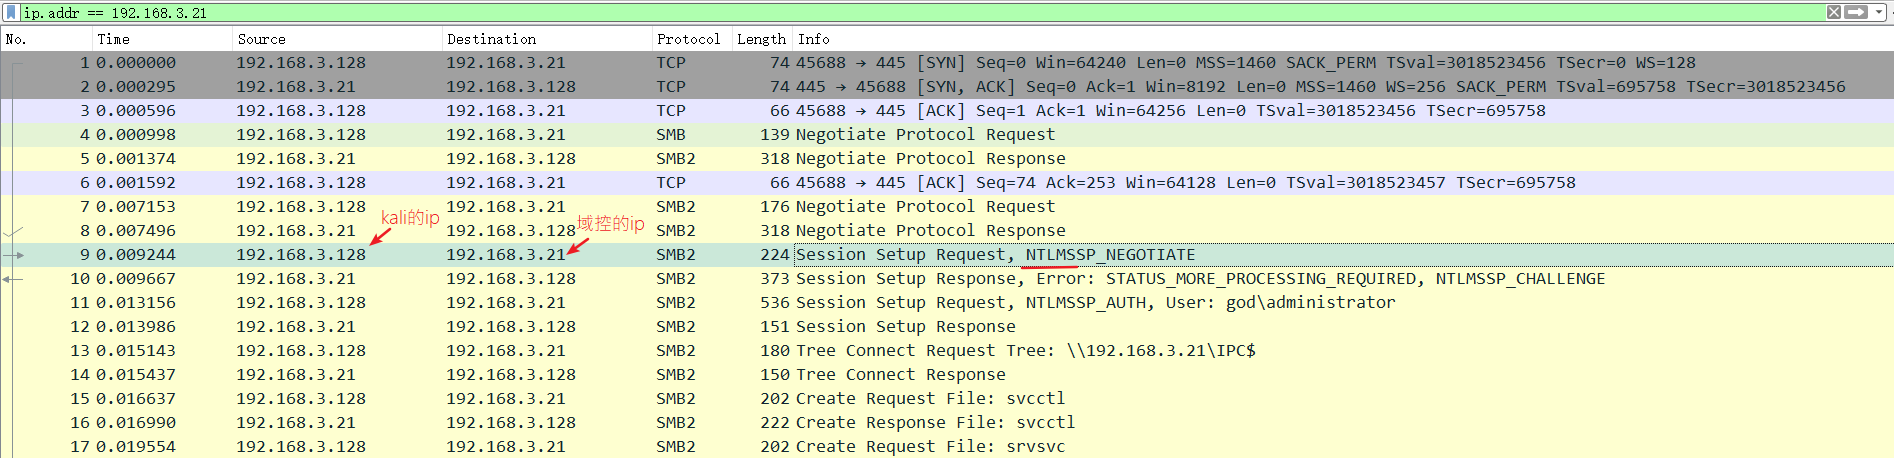 ip.addr == 192.168.3.21
No. Time Source Destination Protocol Length Info
1 0.000000 192.168.3.128 192.168.3.21 TCP 74 45688 → 445 [SYN] Seq=0 Win=64240 Len=0 MSS=1460 SACK_PERM TSval=3018523456 TSecr=0 WS=128
2 0.000295 192.168.3.21 192.168.3.128 TCP 74 445 → 45688 [SYN, ACK] Seq=0 Ack=1 Win=8192 Len=0 MSS=1460 WS=256 SACK_PERM TSval=695758 TSecr=3018523456
3 0.000596 192.168.3.128 192.168.3.21 TCP 66 45688 → 445 [ACK] Seq=1 Ack=1 Win=64256 Len=0 TSval=3018523456 TSecr=695758
4 0.000998 192.168.3.128 192.168.3.21 SMB 139 Negotiate Protocol Request
5 0.001374 192.168.3.21 192.168.3.128 SMB2 318 Negotiate Protocol Response
6 0.001592 192.168.3.128 192.168.3.21 TCP 66 45688 → 445 [ACK] Seq=74 Ack=253 Win=64128 Len=0 TSval=3018523457 TSecr=695758
7 0.007153 192.168.3.128 192.168.3.21 SMB2 176 Negotiate Protocol Request
kali的ip 域控的ip
8 0.007496 192.168.3.21 192.168.3.128 SMB2 318 Negotiate Protocol Response
9 0.009244 192.168.3.128 192.168.3.21 SMB2 224 Session Setup Request, NTLMSSP_NEGOTIATE
10 0.009667 192.168.3.21 192.168.3.128 SMB2 373 Session Setup Response, Error: STATUS_MORE_PROCESSING_REQUIRED, NTLMSSP_CHALLENGE
11 0.013156 192.168.3.128 192.168.3.21 SMB2 536 Session Setup Request, NTLMSSP_AUTH, User: god\administrator
12 0.013986 192.168.3.21 192.168.3.128 SMB2 151 Session Setup Response
13 0.015143 192.168.3.128 192.168.3.21 SMB2 180 Tree Connect Request Tree: \\192.168.3.21\IPC$
14 0.015437 192.168.3.21 192.168.3.128 SMB2 150 Tree Connect Response
15 0.016637 192.168.3.128 192.168.3.21 SMB2 202 Create Request File: svcctl
16 0.016990 192.168.3.21 192.168.3.128 SMB2 222 Create Response File: svcctl
17 0.019554 192.168.3.128 192.168.3.21 SMB2 202 Create Request File: srvsvc